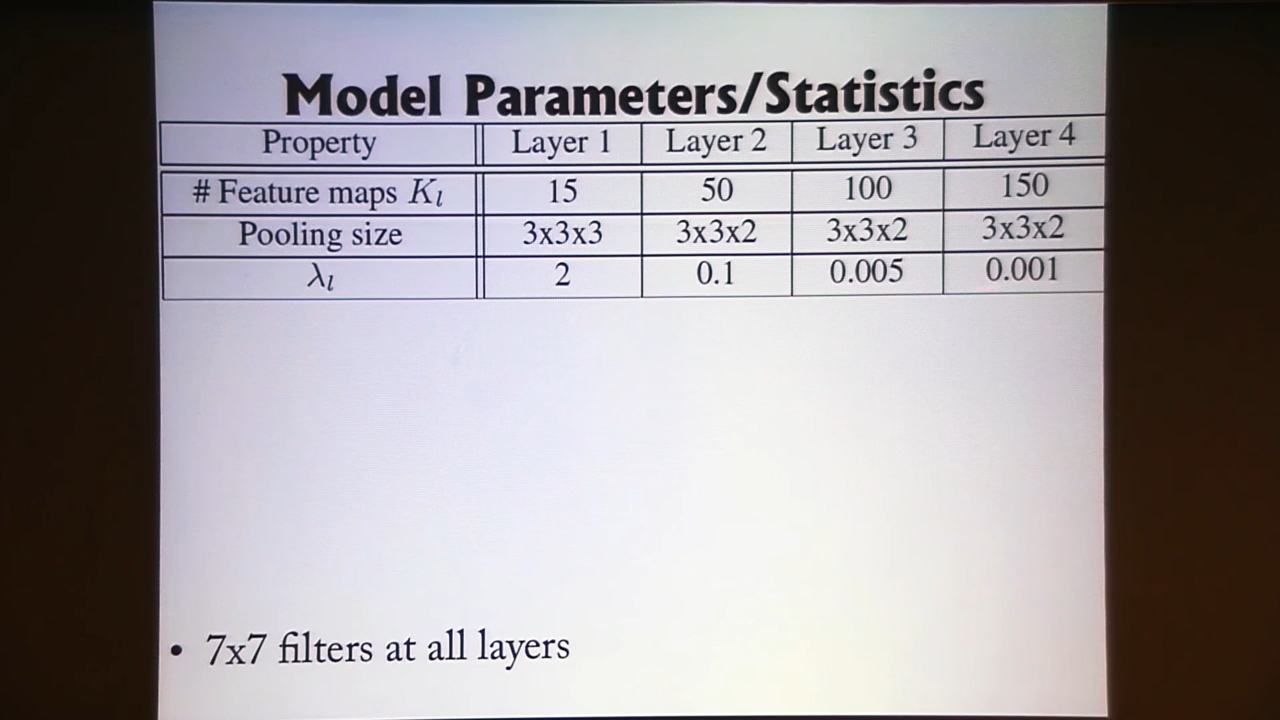 Model Parameters/Statistics
Property Layer 1 Layer 2 Layer 3 Layer 4
# Feature maps Kₗ 15 50 100 150
Pooling size 3x3x3 3x3x2 3x3x2 3x3x2
λₗ 2 0.1 0.005 0.001
• 7x7 filters at all layers